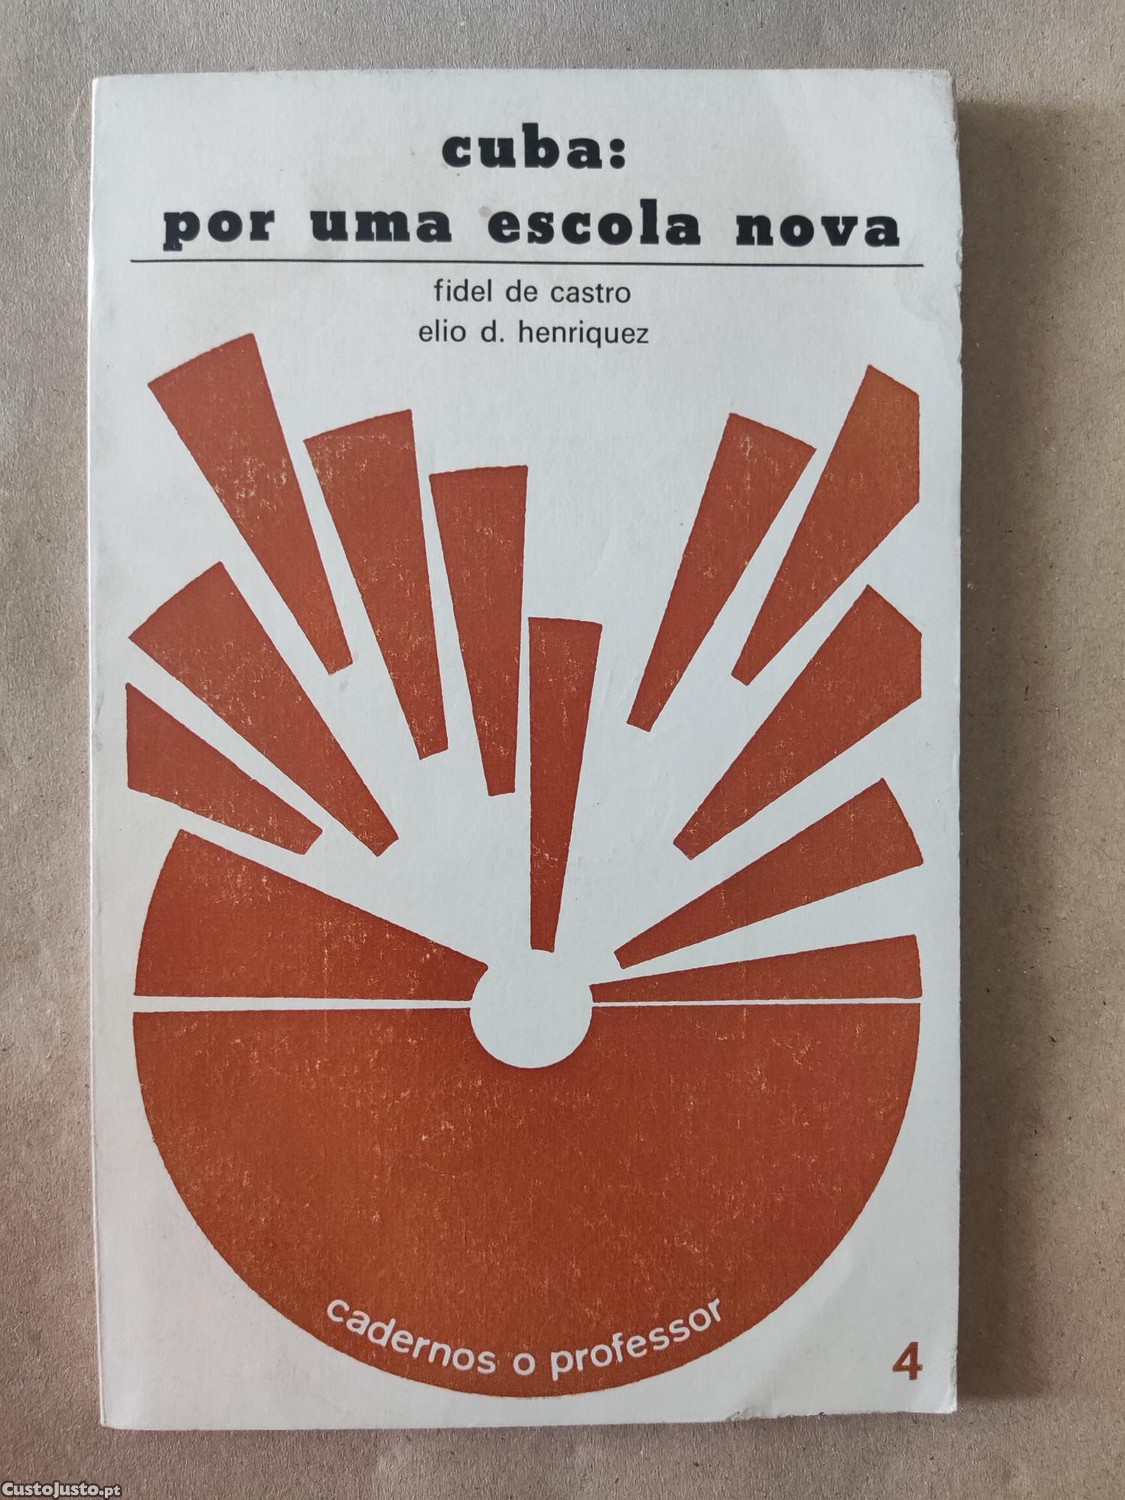 cuba:
por uma escola nova
fidel de castro
elio d. henriquez
cadernos o professor
4
CustoJusto.pt